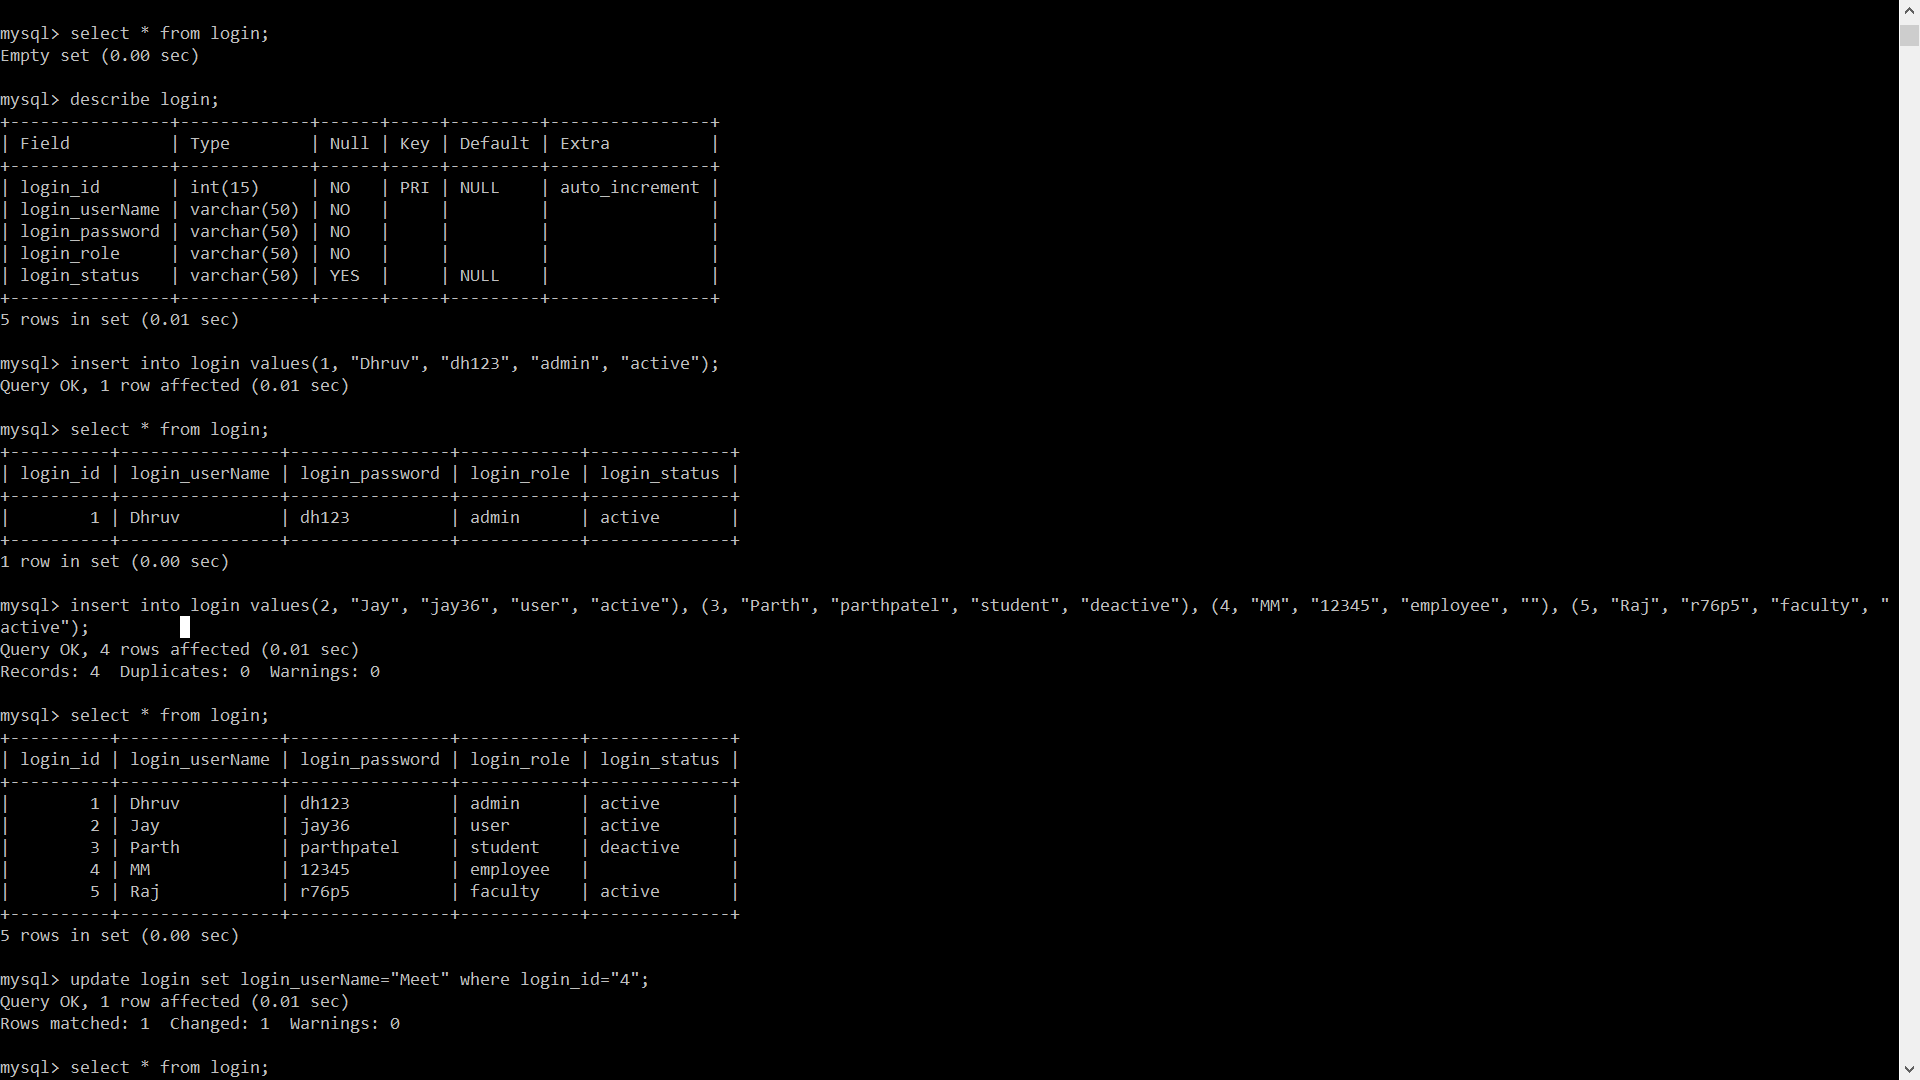 mysql> select * from login;
Empty set (0.00 sec)

mysql> describe login;
+----------------+-------------+------+-----+---------+----------------+
| Field          | Type        | Null | Key | Default | Extra          |
+----------------+-------------+------+-----+---------+----------------+
| login_id       | int(15)     | NO   | PRI | NULL    | auto_increment |
| login_userName | varchar(50) | NO   |     |         |                |
| login_password | varchar(50) | NO   |     |         |                |
| login_role     | varchar(50) | NO   |     |         |                |
| login_status   | varchar(50) | YES  |     | NULL    |                |
+----------------+-------------+------+-----+---------+----------------+
5 rows in set (0.01 sec)

mysql> insert into login values(1, "Dhruv", "dh123", "admin", "active");
Query OK, 1 row affected (0.01 sec)

mysql> select * from login;
+----------+----------------+----------------+------------+--------------+
| login_id | login_userName | login_password | login_role | login_status |
+----------+----------------+----------------+------------+--------------+
|        1 | Dhruv          | dh123          | admin      | active       |
+----------+----------------+----------------+------------+--------------+
1 row in set (0.00 sec)

mysql> insert into login values(2, "Jay", "jay36", "user", "active"), (3, "Parth", "parthpatel", "student", "deactive"), (4, "MM", "12345", "employee", ""), (5, "Raj", "r76p5", "faculty", "
active");
Query OK, 4 rows affected (0.01 sec)
Records: 4  Duplicates: 0  Warnings: 0

mysql> select * from login;
+----------+----------------+----------------+------------+--------------+
| login_id | login_userName | login_password | login_role | login_status |
+----------+----------------+----------------+------------+--------------+
|        1 | Dhruv          | dh123          | admin      | active       |
|        2 | Jay            | jay36          | user       | active       |
|        3 | Parth          | parthpatel     | student    | deactive     |
|        4 | MM             | 12345          | employee   |              |
|        5 | Raj            | r76p5          | faculty    | active       |
+----------+----------------+----------------+------------+--------------+
5 rows in set (0.00 sec)

mysql> update login set login_userName="Meet" where login_id="4";
Query OK, 1 row affected (0.01 sec)
Rows matched: 1  Changed: 1  Warnings: 0

mysql> select * from login;